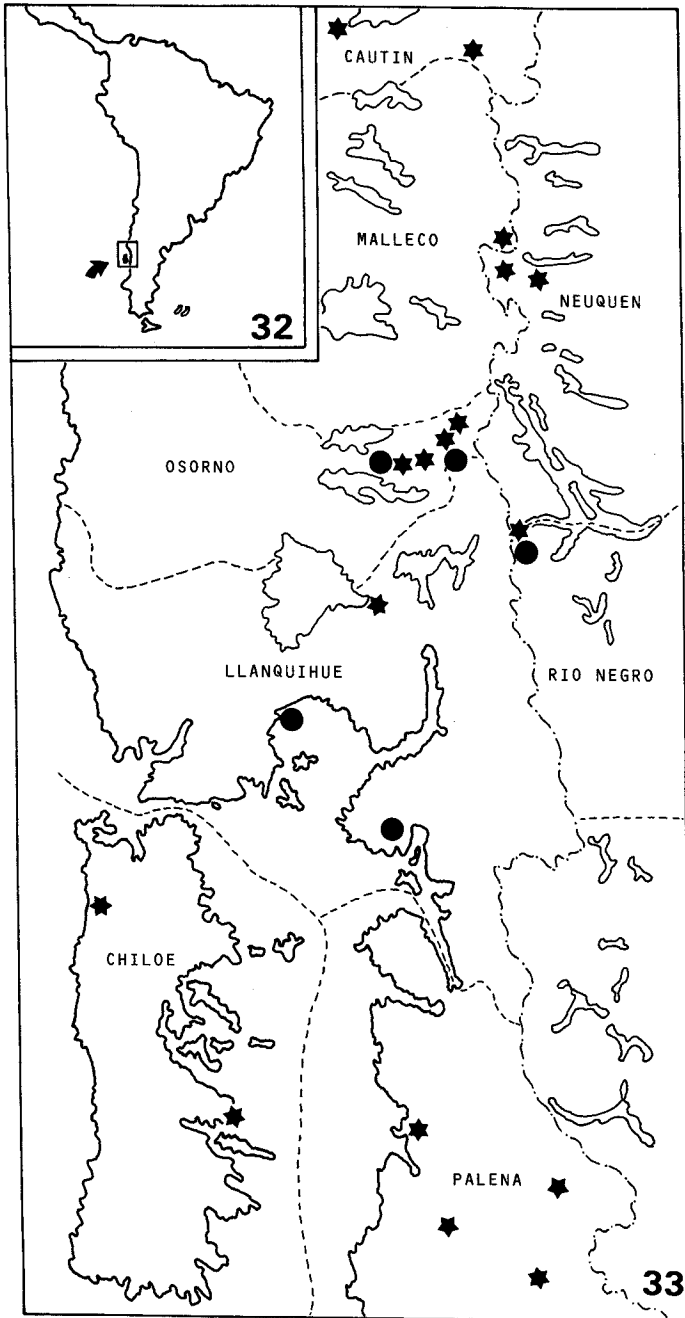 CAUTIN
MALLECO
NEUQUEN
32
OSORNO
LLANQUIHUE
RIO NEGRO
CHILOE
PALENA
33